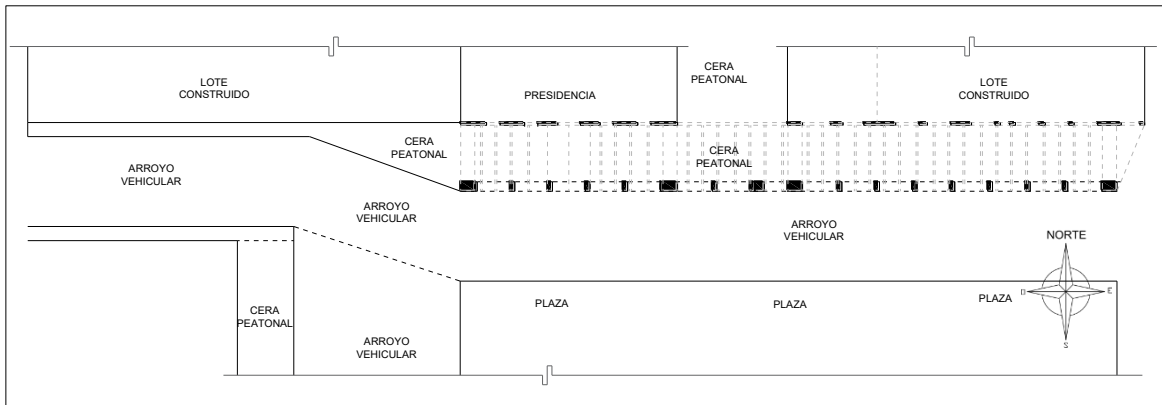 CERA
PEATONAL
LOTE
CONSTRUIDO
PRESIDENCIA
LOTE
CONSTRUIDO
CERA
PEATONAL
CERA
PEATONAL
ARROYO
VEHICULAR
ARROYO
VEHICULAR
ARROYO
VEHICULAR
NORTE
O
E
S
PLAZA
PLAZA
PLAZA
CERA
PEATONAL
ARROYO
VEHICULAR